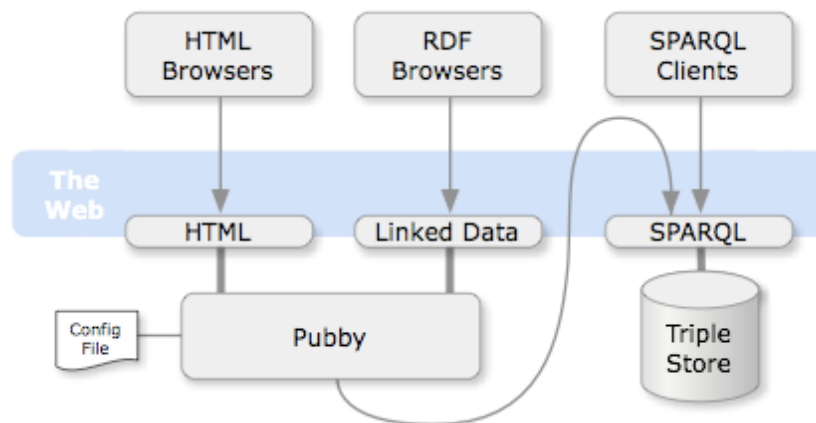 HTML
Browsers
RDF
Browsers
SPARQL
Clients
The
Web
HTML
Linked Data
SPARQL
Config
File
Pubby
Triple
Store